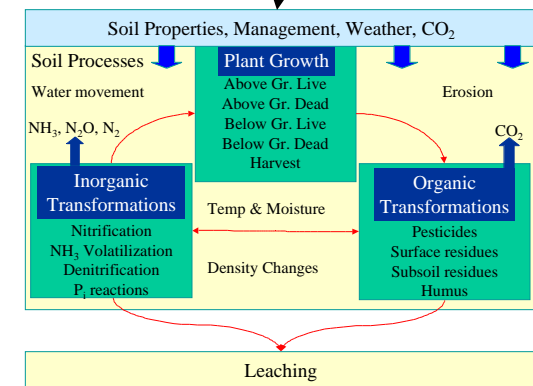 Soil Properties, Management, Weather, CO₂
Soil Processes
Water movement
NH₃, N₂O, N₂
Plant Growth
Above Gr. Live
Above Gr. Dead
Below Gr. Live
Below Gr. Dead
Harvest
Erosion
CO₂
Inorganic
Transformations
Nitrification
NH₃ Volatilization
Denitrification
Pᵢ reactions
Temp & Moisture
Density Changes
Organic
Transformations
Pesticides
Surface residues
Subsoil residues
Humus
Leaching